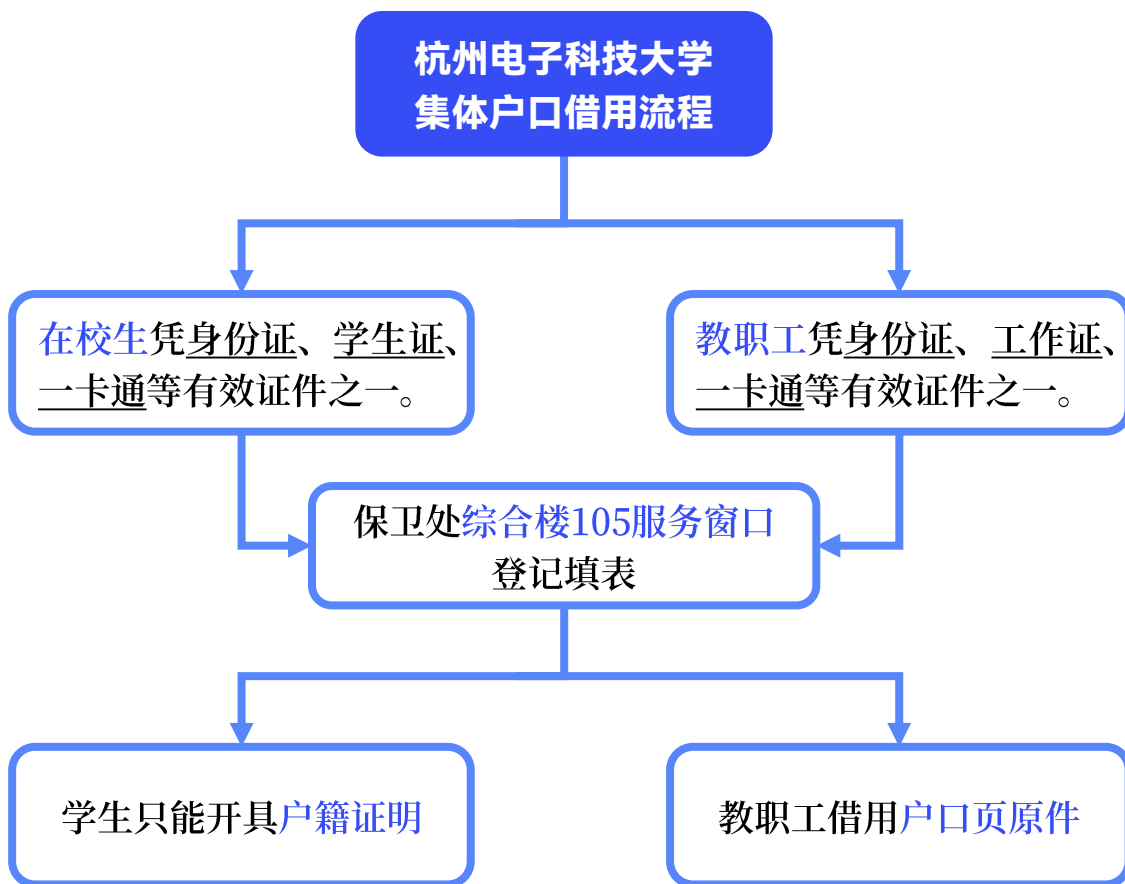 杭州电子科技大学
集体户口借用流程
在校生凭身份证、学生证、
一卡通等有效证件之一。
教职工凭身份证、工作证、
一卡通等有效证件之一。
保卫处综合楼105服务窗口
登记填表
学生只能开具户籍证明
教职工借用户口页原件